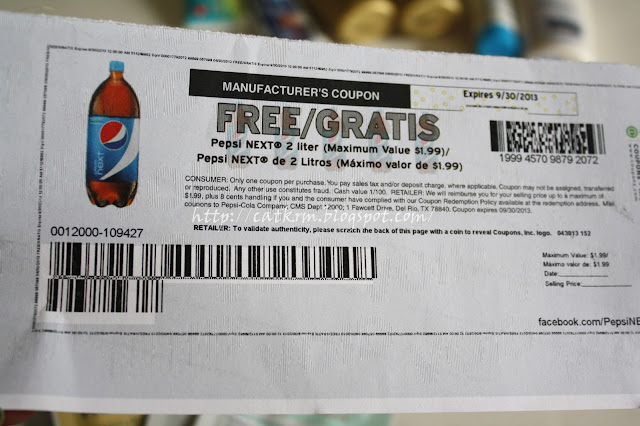 MANUFACTURER'S COUPON
Expires 9/30/2013
FREE/GRATIS
Pepsi NEXT® 2 liter (Maximum Value $1.99)/
Pepsi NEXT® de 2 Litros (Máximo valor de $1.99)
1999 4570 9879 2072
CONSUMER: Only one coupon per purchase. You pay sales tax and/or deposit charge, where applicable. Coupon may not be assigned, transferred
or reproduced. Any other use constitutes fraud. Cash value 1/100. RETAILER: We will reimburse you for your selling price up to a maximum of
$1.99, plus 8 cents handling if you and the consumer have complied with our Coupon Redemption Policy available at the redemption address. Mail
coupons to Pepsi-Cola Company; CMS Dept 12000; 1 Fawcett Drive, Del Rio, TX 78840. Coupon expires 09/30/2013.
http://catkrm.blogspot.com/
RETAILER: To validate authenticity, please scratch the back of this page with a coin to reveal Coupons, Inc. logo. 043013 152
0012000-109427
Maximum Value: $1.99/
Máximo valor de: $1.99
Date:
Selling Price:
facebook.com/PepsiNE